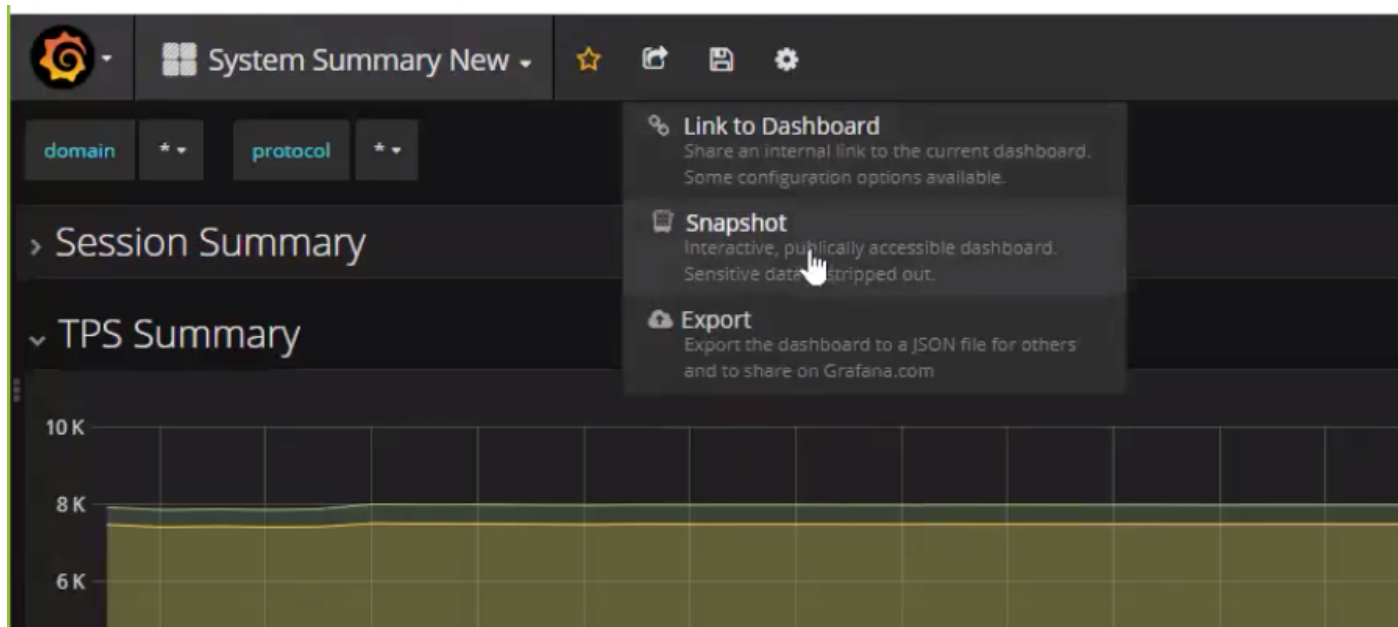 System Summary New
domain * protocol *
Link to Dashboard
Share an internal link to the current dashboard.
Some configuration options available.
Snapshot
Interactive, publically accessible dashboard.
Sensitive data stripped out.
Export
Export the dashboard to a JSON file for others
and to share on Grafana.com
Session Summary
TPS Summary
10 K
8 K
6 K